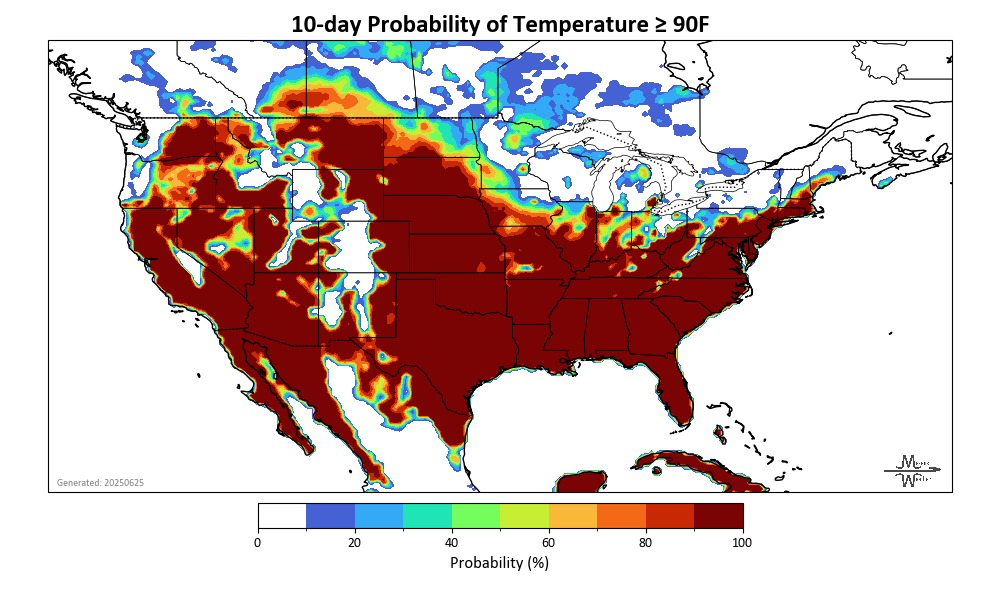 10-day Probability of Temperature ≥ 90F
Generated: 20250625
0 20 40 60 80 100
Probability (%)